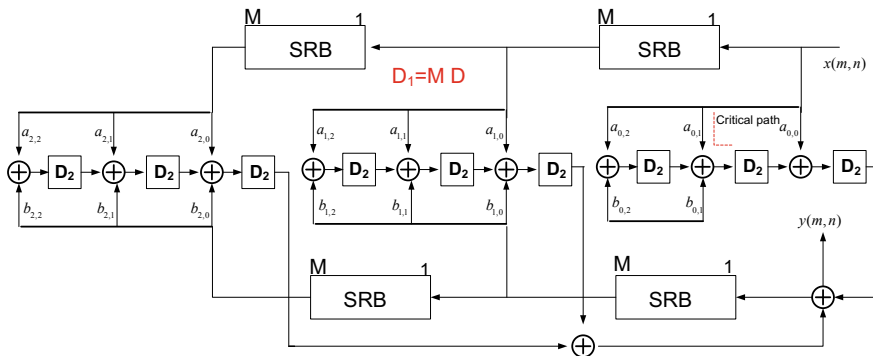 M 1 M 1
SRB SRB
x(m,n)
D₁=M D
a₂,₂ a₂,₁ a₂,₀ a₁,₂ a₁,₁ a₁,₀ a₀,₂ a₀,₁ Critical path a₀,₀
D₂ D₂ D₂ D₂ D₂ D₂ D₂ D₂ D₂
b₂,₂ b₂,₁ b₂,₀ b₁,₂ b₁,₁ b₁,₀ b₀,₂ b₀,₁
y(m,n)
M 1 M 1
SRB SRB